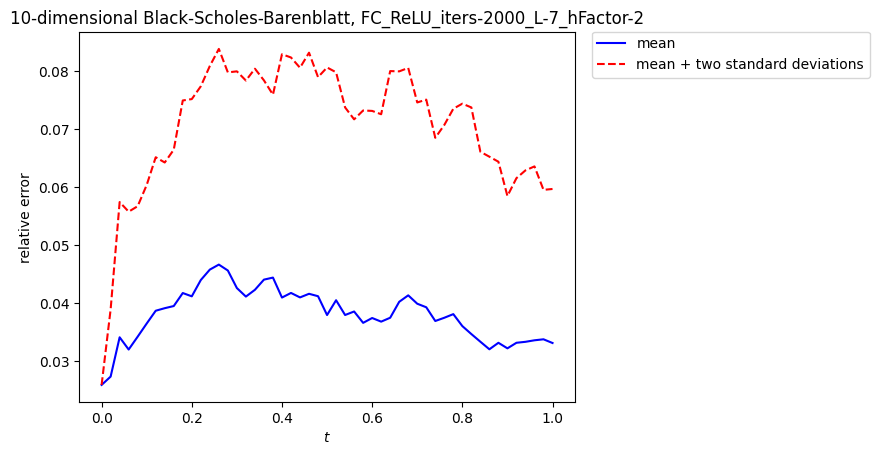 10-dimensional Black-Scholes-Barenblatt, FC_ReLU_iters-2000_L-7_hFactor-2
mean
mean + two standard deviations
relative error
0.08
0.07
0.06
0.05
0.04
0.03
0.0 0.2 0.4 0.6 0.8 1.0
t